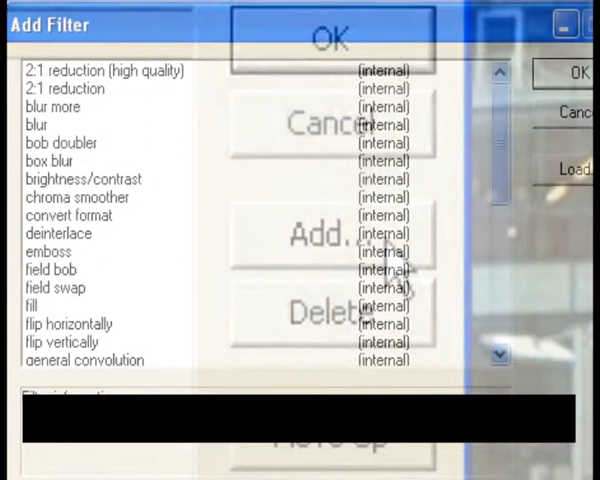 Add Filter
OK
2:1 reduction (high quality) (internal)
2:1 reduction (internal)
blur more (internal)
blur (internal)
bob doubler (internal)
box blur (internal)
brightness/contrast (internal)
chroma smoother (internal)
convert format (internal)
deinterlace (internal)
emboss (internal)
field bob (internal)
field swap (internal)
fill (internal)
flip horizontally (internal)
flip vertically (internal)
general convolution (internal)
OK
Cancel
Add...
Delete
Load